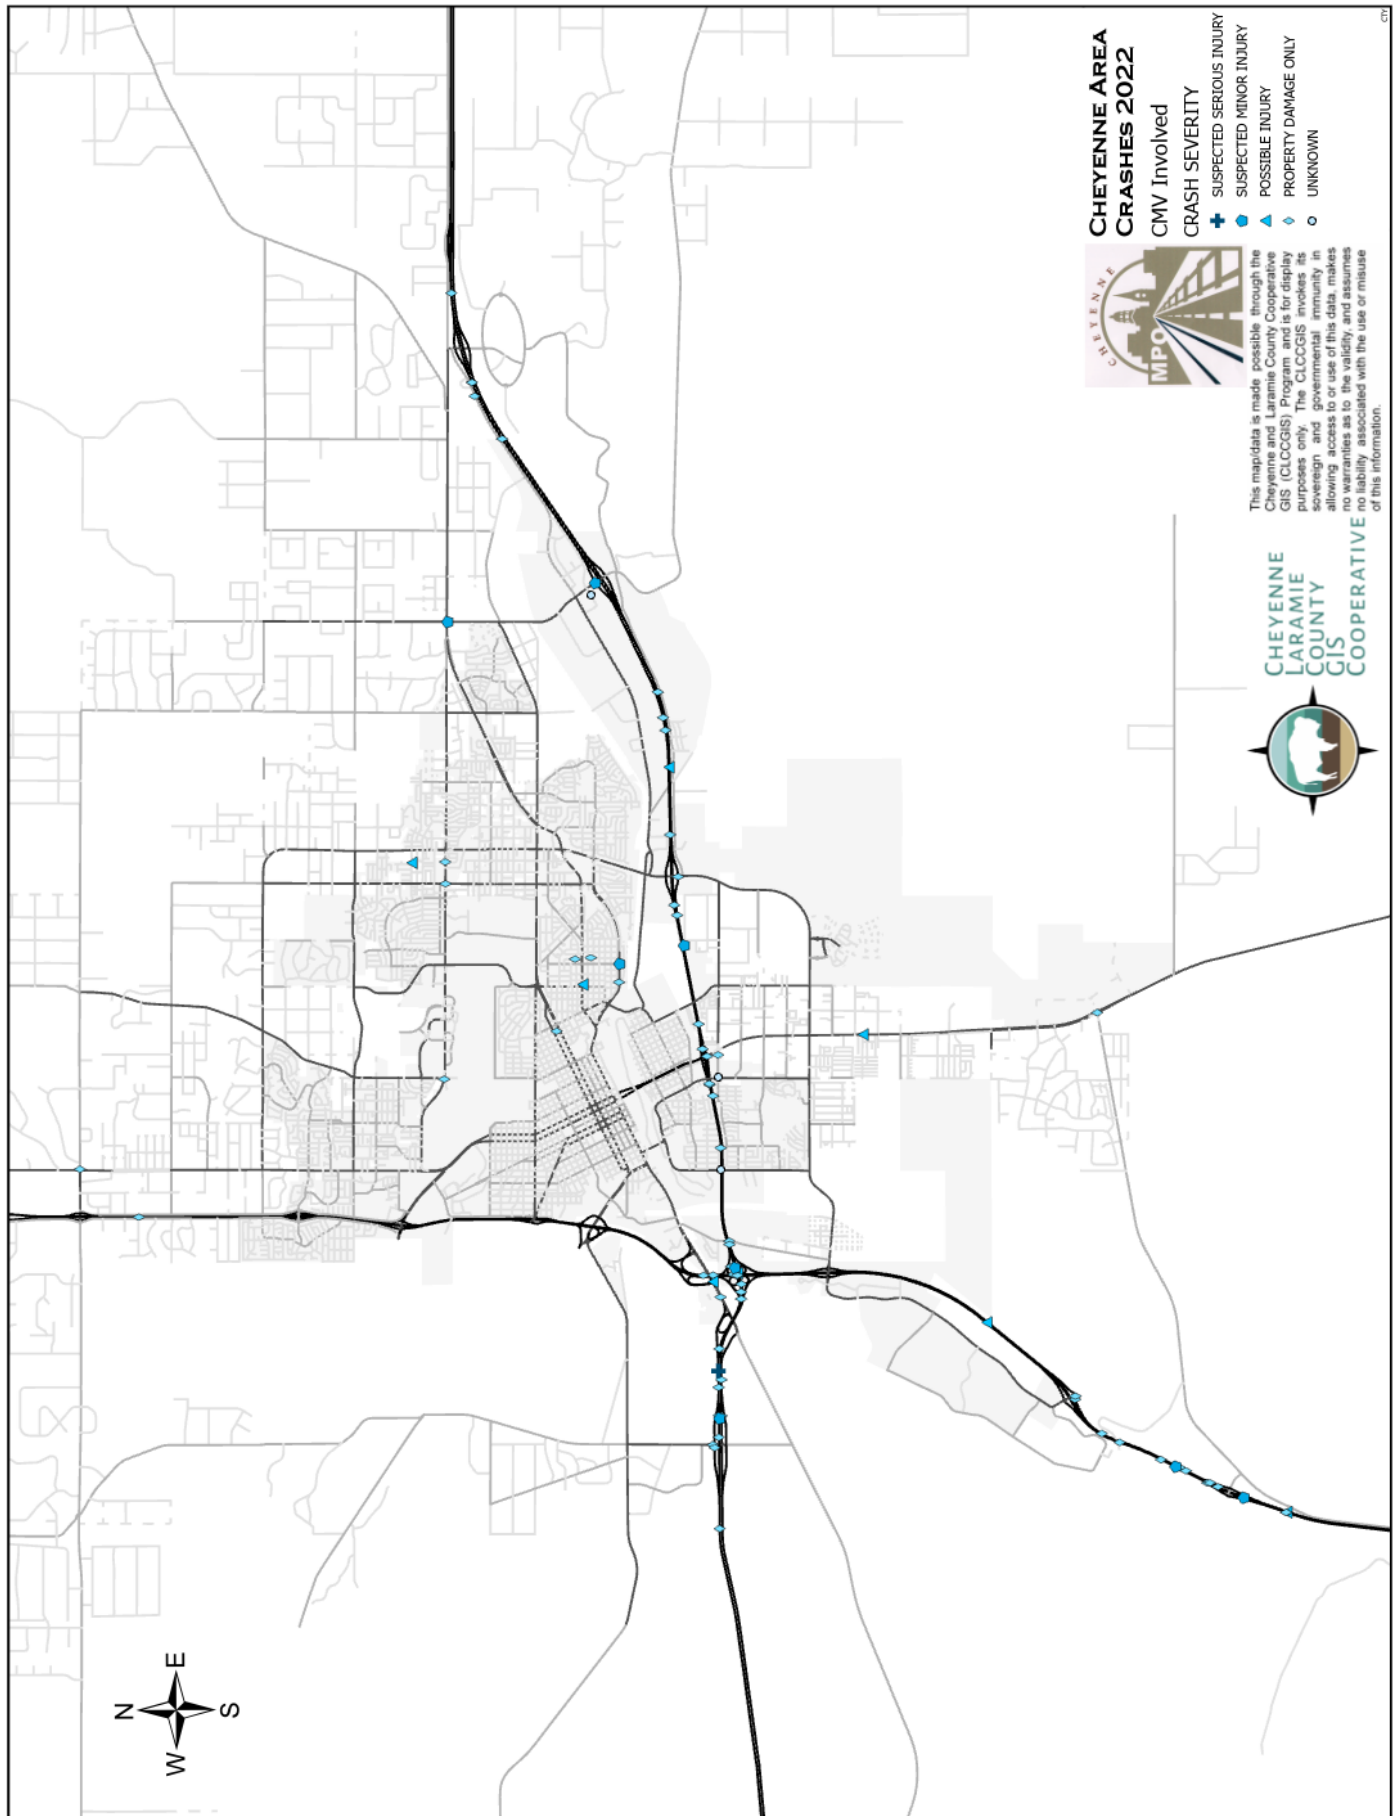 CHEYENNE AREA
CRASHES 2022
CMV Involved
CRASH SEVERITY
SUSPECTED SERIOUS INJURY
SUSPECTED MINOR INJURY
POSSIBLE INJURY
PROPERTY DAMAGE ONLY
UNKNOWN
CHEYENNE
MPO
This map/data is made possible through the
Cheyenne and Laramie County Cooperative
GIS (CLCCGIS) Program and is for display
purposes only. The CLCCGIS invokes its
sovereign and governmental immunity in
allowing access to or use of this data, makes
no warranties as to the validity, and assumes
no liability associated with the use or misuse
of this information.
CHEYENNE
LARAMIE
COUNTY
GIS
COOPERATIVE
N
W
E
S
CTY